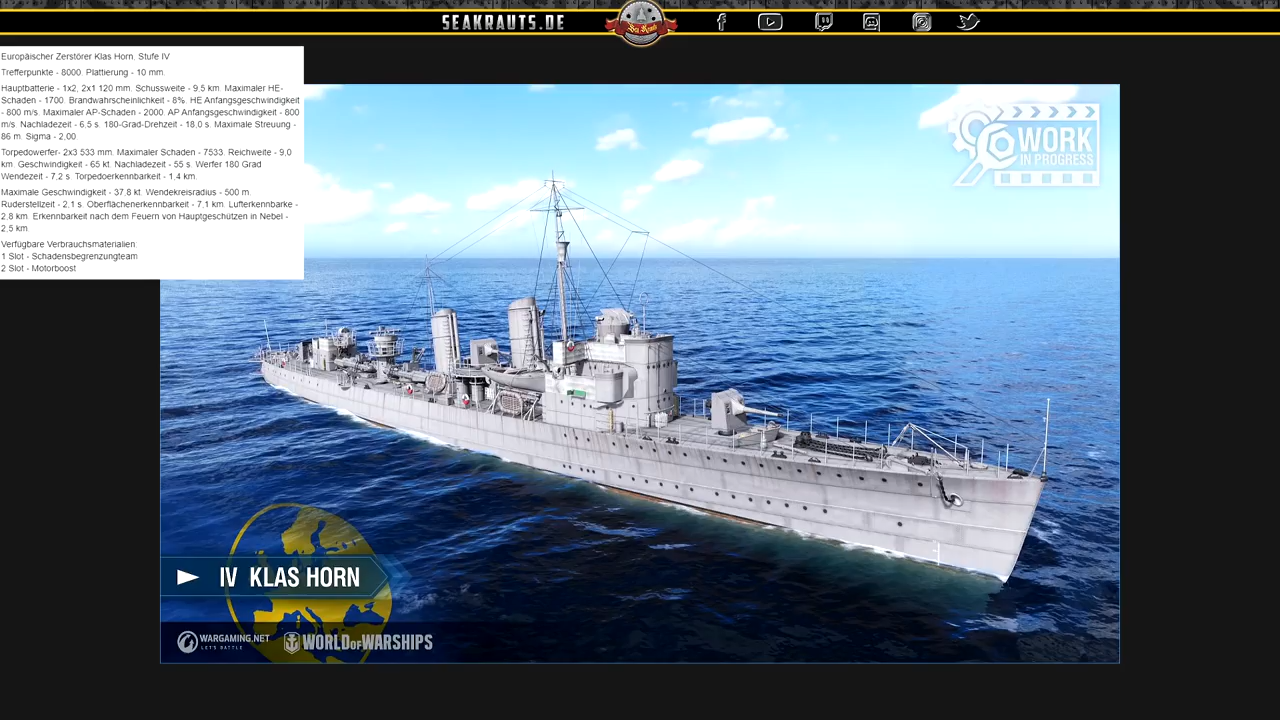 SEAKRAUTS.DE
Sea Krauts
Europäischer Zerstörer Klas Horn, Stufe IV
Trefferpunkte - 8000. Plattierung - 10 mm.
Hauptbatterie - 1x2, 2x1 120 mm. Schussweite - 9,5 km. Maximaler HE-
Schaden - 1700. Brandwahrscheinlichkeit - 8%. HE Anfangsgeschwindigkeit
- 800 m/s. Maximaler AP-Schaden - 2000. AP Anfangsgeschwindigkeit - 800
m/s. Nachladezeit - 6,5 s. 180-Grad-Drehzeit - 18,0 s. Maximale Streuung -
86 m. Sigma - 2,00
Torpedowerfer- 2x3 533 mm. Maximaler Schaden - 7533. Reichweite - 9,0
km. Geschwindigkeit - 65 kt. Nachladezeit - 55 s. Werfer 180 Grad
Wendezeit - 7,2 s. Torpedoerkennbarkeit - 1,4 km.
Maximale Geschwindigkeit - 37,8 kt. Wendekreisradius - 500 m.
Ruderstellzeit - 2,1 s. Oberflächenerkennbarkeit - 7,1 km. Lufterkennbarke -
2,8 km. Erkennbarkeit nach dem Feuern von Hauptgeschützen in Nebel -
2,5 km.
Verfügbare Verbrauchsmaterialien:
1 Slot - Schadensbegrenzungteam
2 Slot - Motorboost
WORK
IN PROGRESS
IV KLAS HORN
WARGAMING.NET
LET'S BATTLE
WORLD OF WARSHIPS